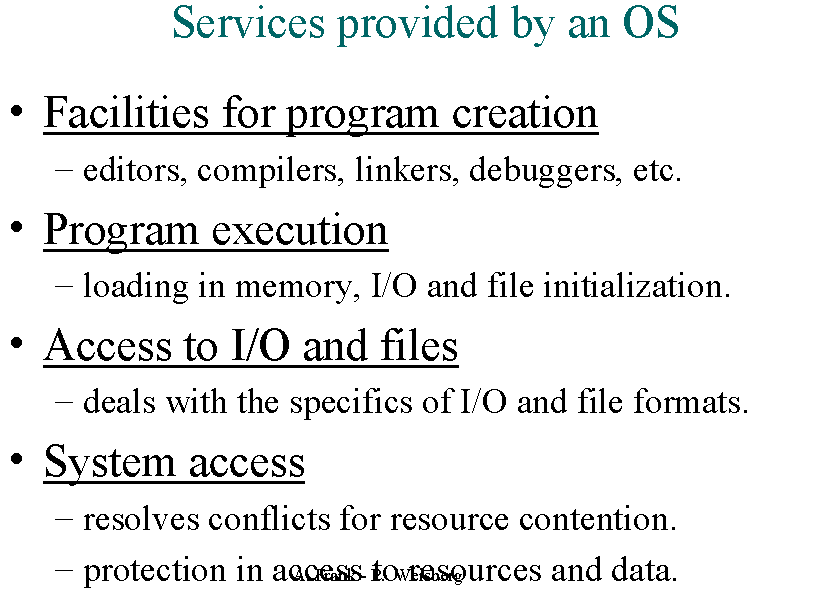 Services provided by an OS
• Facilities for program creation
– editors, compilers, linkers, debuggers, etc.
• Program execution
– loading in memory, I/O and file initialization.
• Access to I/O and files
– deals with the specifics of I/O and file formats.
• System access
– resolves conflicts for resource contention.
– protection in access to resources and data.
A. Frank - P. Weisberg